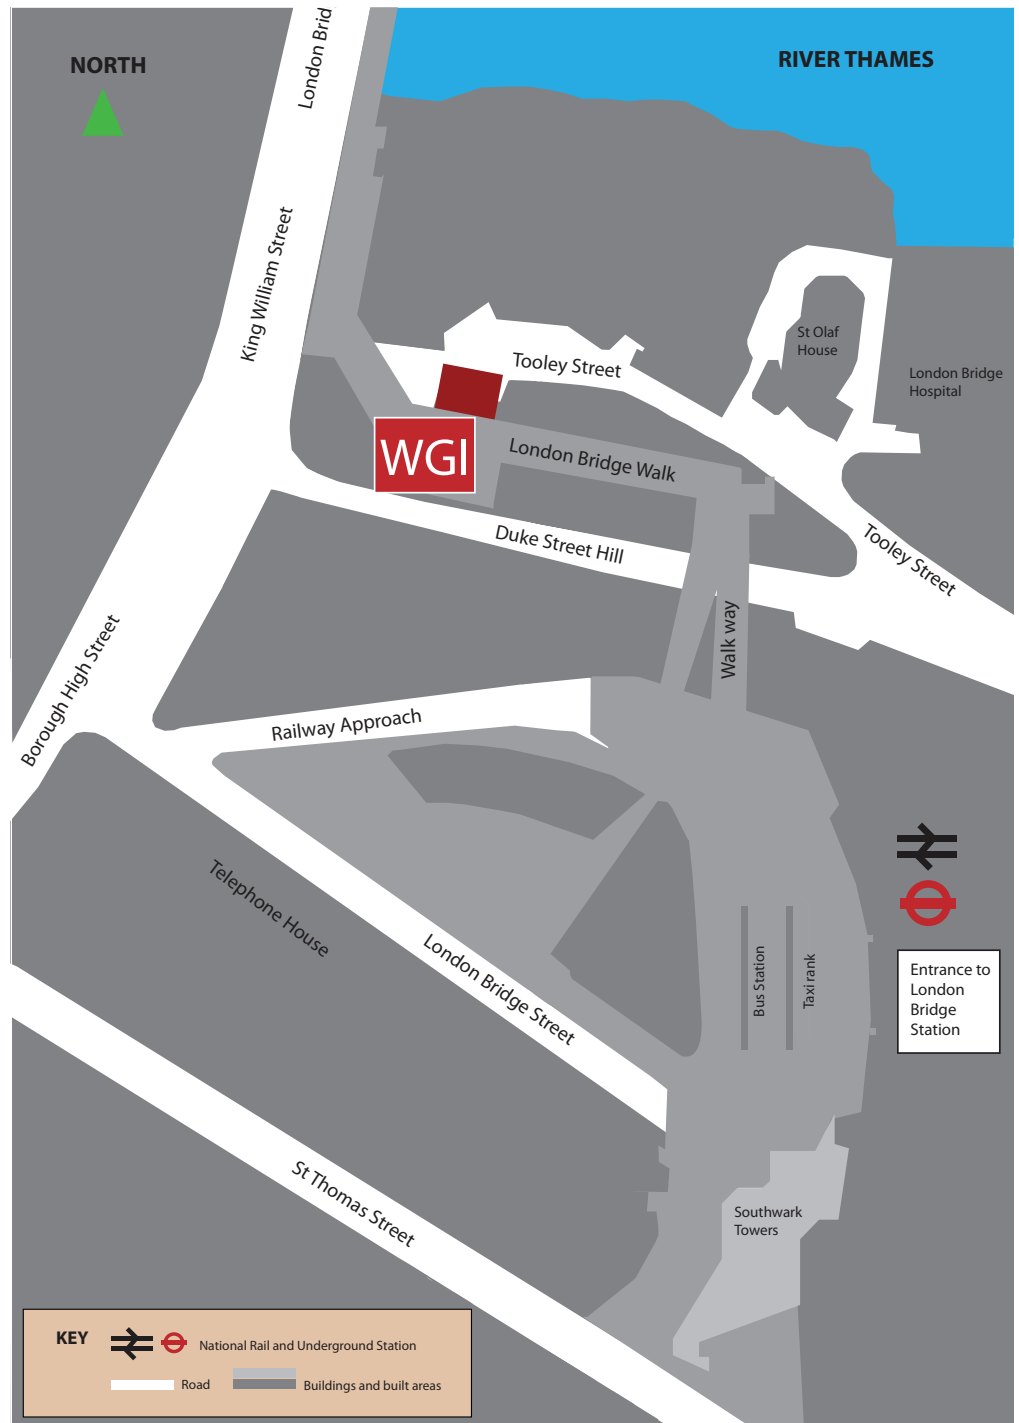 NORTH
London Brid
RIVER THAMES
King William Street
St Olaf
House
Tooley Street
London Bridge
Hospital
WGI
London Bridge Walk
Duke Street Hill
Tooley Street
Walk way
Borough High Street
Railway Approach
Telephone House
London Bridge Street
Bus Station
Taxi rank
Entrance to
London
Bridge
Station
St Thomas Street
Southwark
Towers
KEY
National Rail and Underground Station
Road
Buildings and built areas